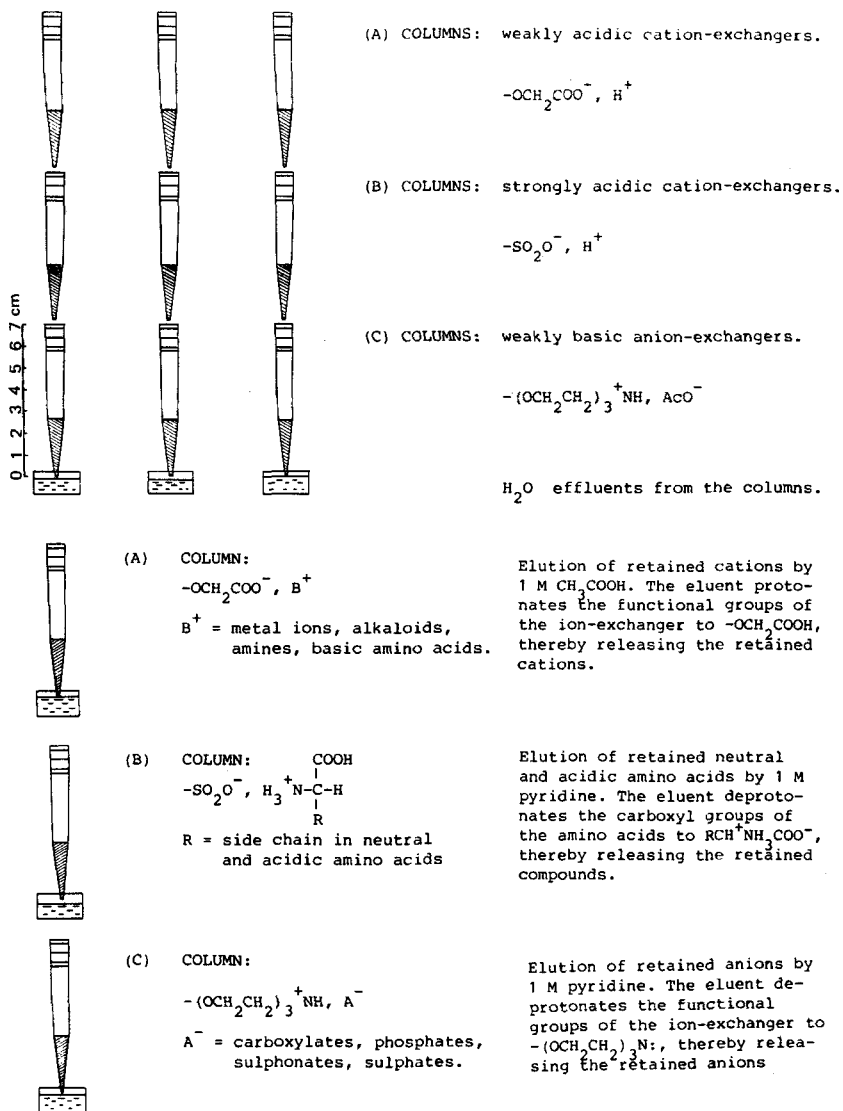 (A) COLUMNS: weakly acidic cation-exchangers.
-OCH₂COO⁻, H⁺
(B) COLUMNS: strongly acidic cation-exchangers.
-SO₂O⁻, H⁺
(C) COLUMNS: weakly basic anion-exchangers.
-(OCH₂CH₂)₃⁺NH, AcO⁻
0 1 2 3 4 5 6 7 cm
H₂O effluents from the columns.
(A) COLUMN:
-OCH₂COO⁻, B⁺
B⁺ = metal ions, alkaloids,
amines, basic amino acids.
Elution of retained cations by
1 M CH₃COOH. The eluent proto-
nates the functional groups of
the ion-exchanger to -OCH₂COOH,
thereby releasing the retained
cations.
(B) COLUMN:
COOH
-SO₂O⁻, H₃⁺N-C-H
R
R = side chain in neutral
and acidic amino acids
Elution of retained neutral
and acidic amino acids by 1 M
pyridine. The eluent deproto-
nates the carboxyl groups of
the amino acids to RCH⁺NH₃COO⁻,
thereby releasing the retained
compounds.
(C) COLUMN:
-(OCH₂CH₂)₃⁺NH, A⁻
A⁻ = carboxylates, phosphates,
sulphonates, sulphates.
Elution of retained anions by
1 M pyridine. The eluent de-
protonates the functional
groups of the ion-exchanger to
-(OCH₂CH₂)₃N:, thereby relea-
sing the retained anions